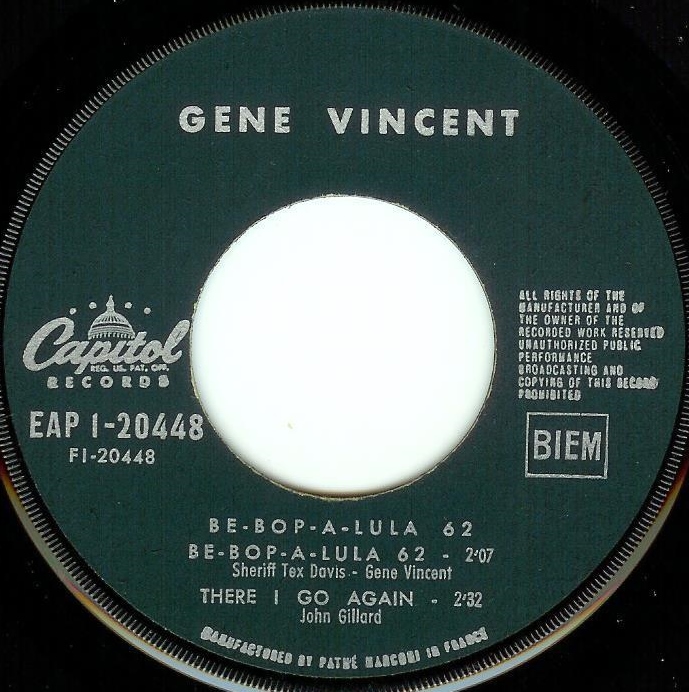 GENE VINCENT
Capitol
REG. U.S. PAT. OFF.
RECORDS
EAP 1-20448
F1-20448
ALL RIGHTS OF THE
MANUFACTURER AND OF
THE OWNER OF THE
RECORDED WORK RESERVED
UNAUTHORIZED PUBLIC
PERFORMANCE
BROADCASTING AND
COPYING OF THIS RECORD
PROHIBITED
BIEM
BE-BOP-A-LULA 62
BE-BOP-A-LULA 62 - 2'07
Sheriff Tex Davis - Gene Vincent
THERE I GO AGAIN - 2'32
John Gillard
MANUFACTURED BY PATHÉ MARCONI IN FRANCE